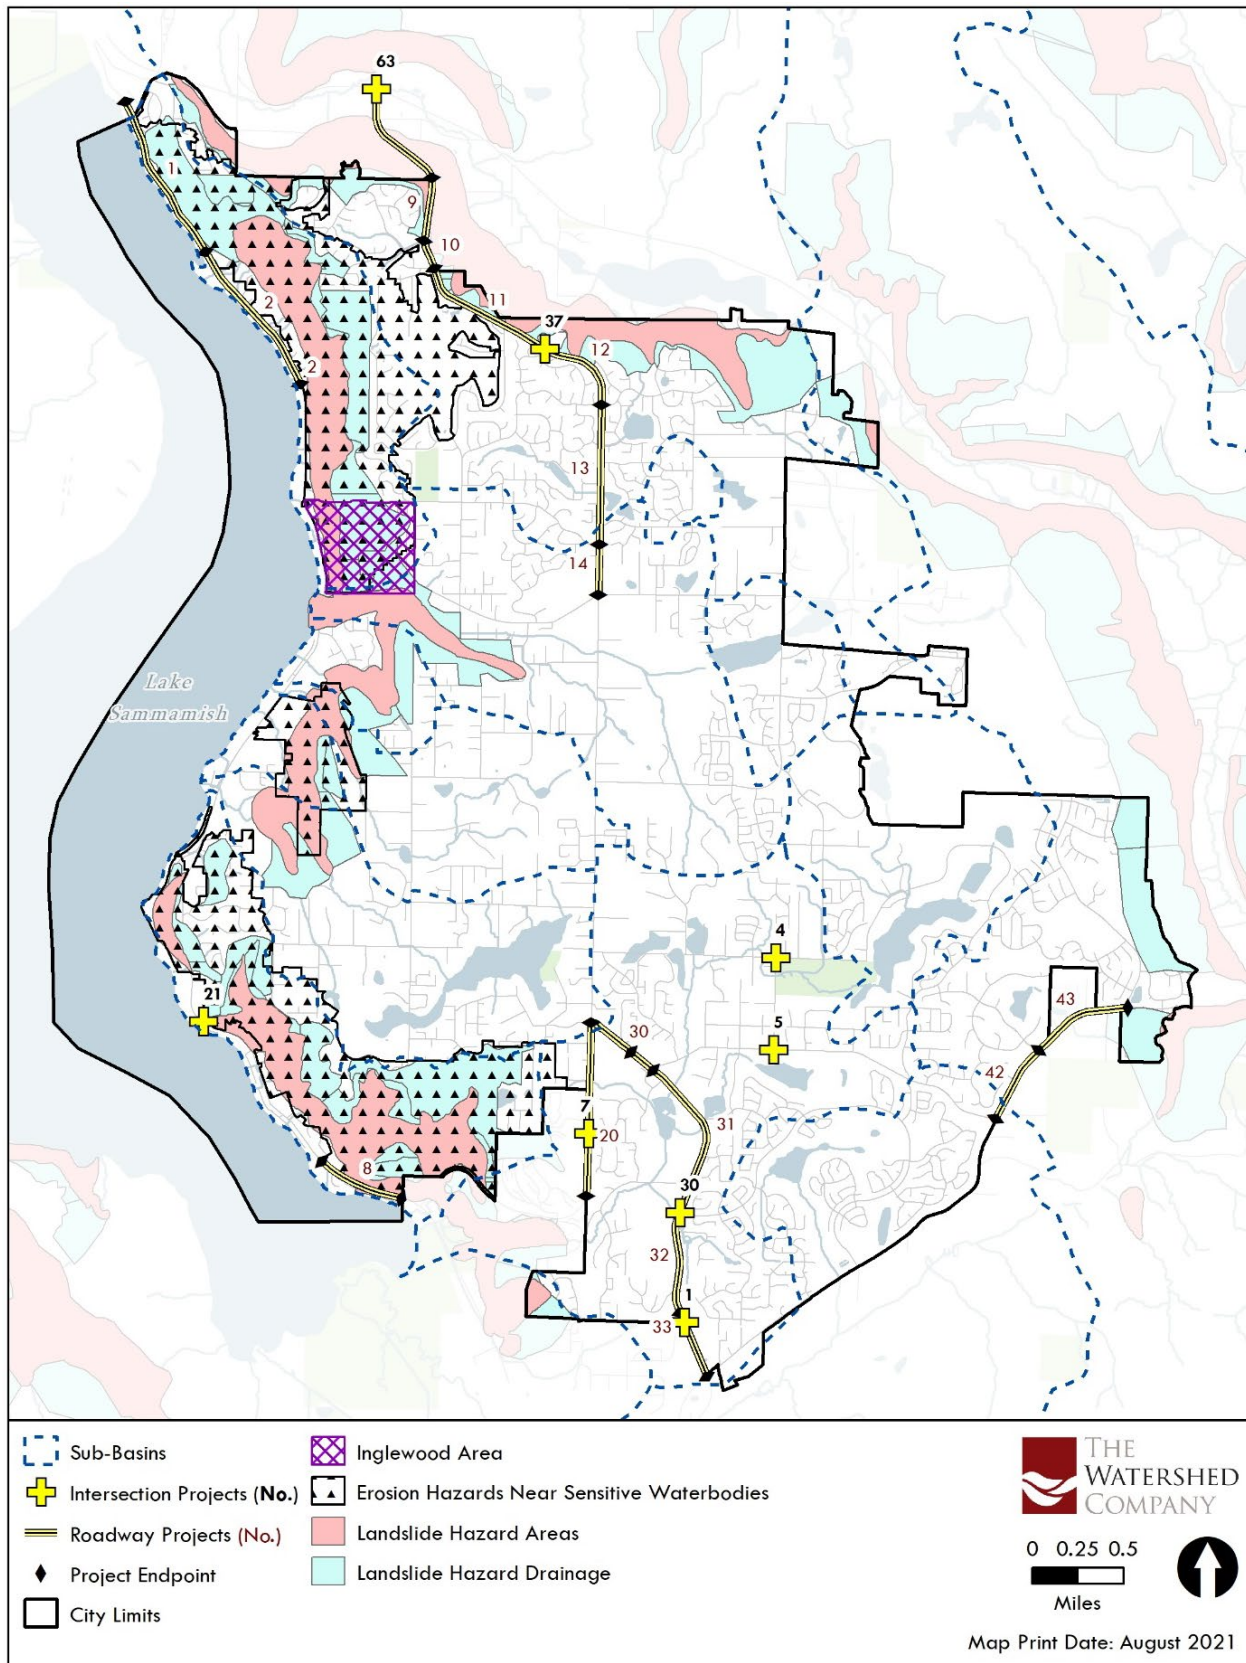 63
1
9
10
2
11
37
12
2
13
14
Lake
Sammamish
4
21
43
30
5
42
7
20
31
8
30
32
1
33
Sub-Basins
Intersection Projects (No.)
Roadway Projects (No.)
Project Endpoint
City Limits
Inglewood Area
Erosion Hazards Near Sensitive Waterbodies
Landslide Hazard Areas
Landslide Hazard Drainage
THE
WATERSHED
COMPANY
0 0.25 0.5
Miles
Map Print Date: August 2021